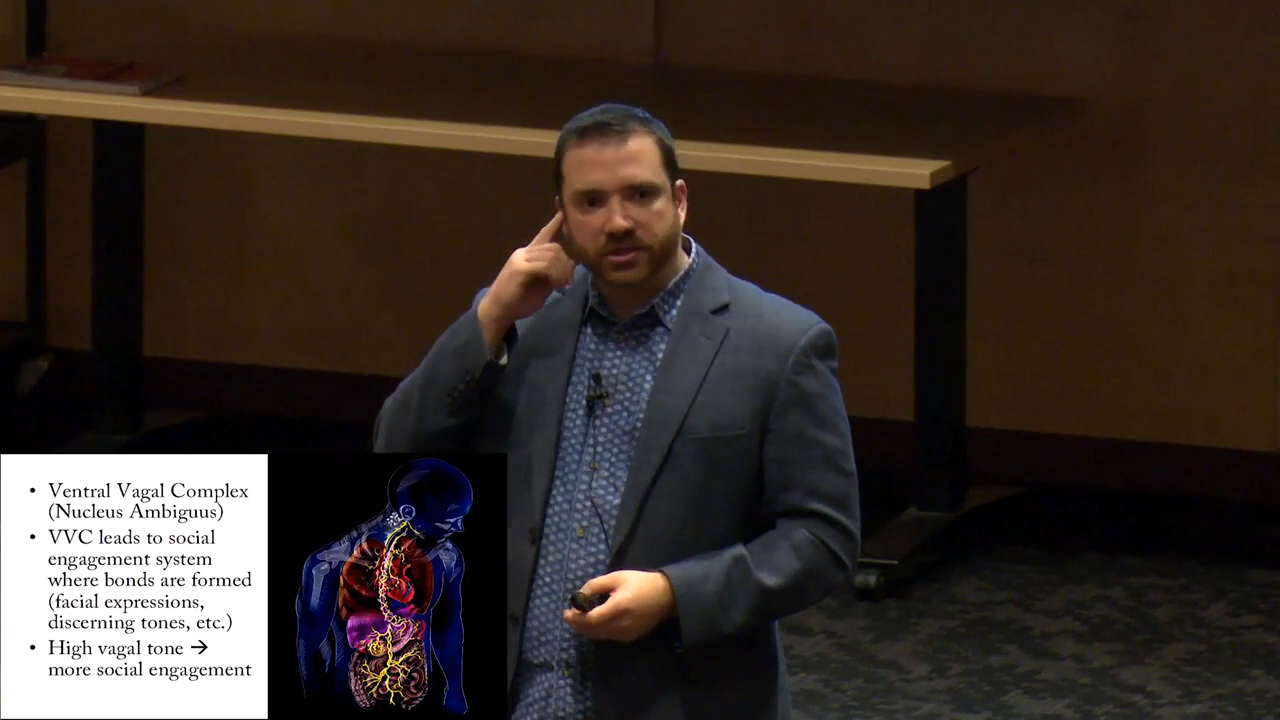 • Ventral Vagal Complex
(Nucleus Ambiguus)
• VVC leads to social
engagement system
where bonds are formed
(facial expressions,
discerning tones, etc.)
• High vagal tone →
more social engagement